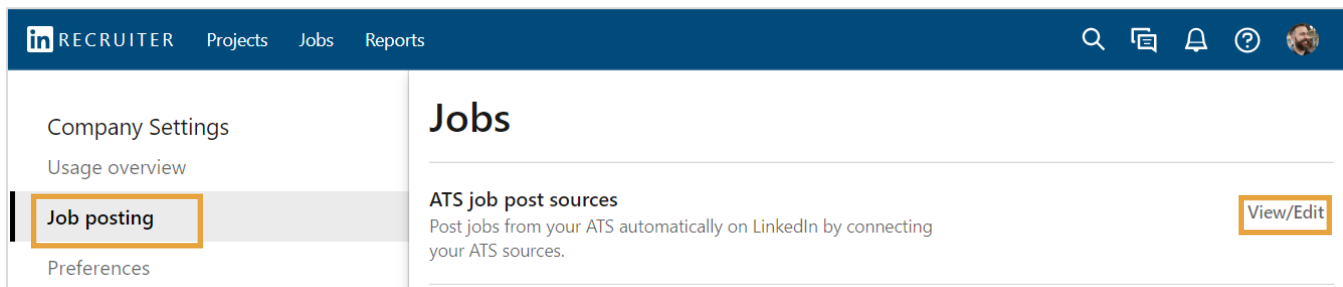 in RECRUITER Projects Jobs Reports
Company Settings
Usage overview
Job posting
Preferences
Jobs
ATS job post sources
Post jobs from your ATS automatically on LinkedIn by connecting
your ATS sources.
View/Edit